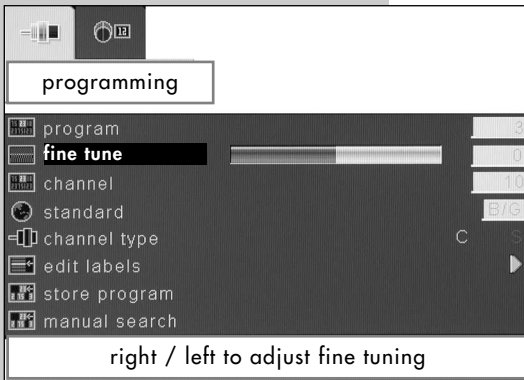 12
programming
program 3
fine tune 0
channel 10
standard B/G
channel type C S
edit labels
store program
manual search
right / left to adjust fine tuning